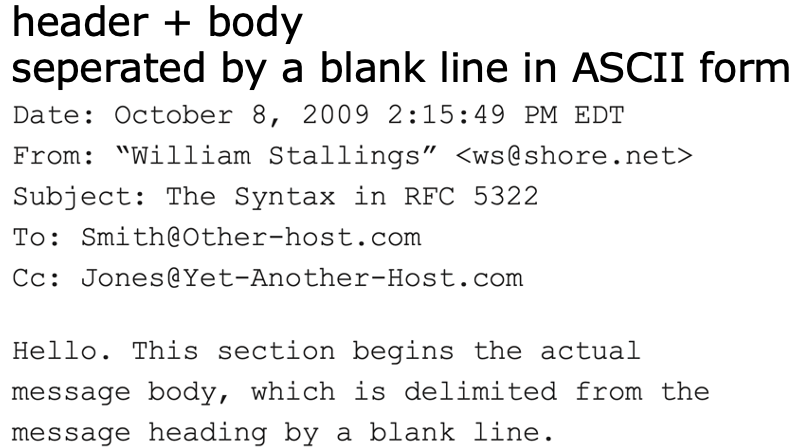 header + body
seperated by a blank line in ASCII form
Date: October 8, 2009 2:15:49 PM EDT
From: “William Stallings” <ws@shore.net>
Subject: The Syntax in RFC 5322
To: Smith@Other-host.com
Cc: Jones@Yet-Another-Host.com
Hello. This section begins the actual
message body, which is delimited from the
message heading by a blank line.